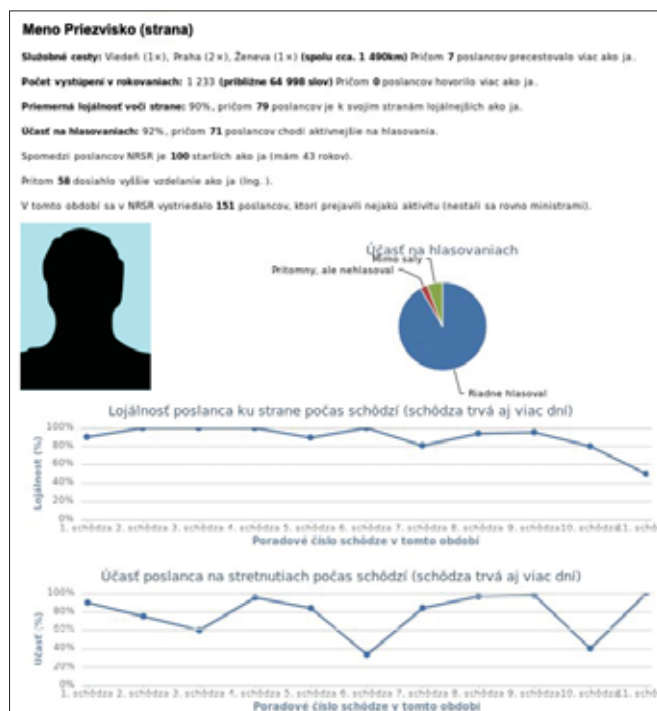 Meno Priezvisko (strana)
Služobné cesty: Viedeň (1×), Praha (2×), Ženeva (1×) (spolu cca. 1 490km) Pričom 7 poslancov precestovalo viac ako ja.
Počet vystúpení v rokovaniach: 1 233 (približne 64 998 slov) Pričom 0 poslancov hovorilo viac ako ja.
Priemerná lojálnosť voči strane: 90%, pričom 79 poslancov je k svojim stranám lojálnejších ako ja.
Účasť na hlasovaniach: 92%, pričom 71 poslancov chodí aktívnejšie na hlasovania.
Spomedzi poslancov NRSR je 100 starších ako ja (mám 43 rokov).
Pritom 58 dosiahlo vyššie vzdelanie ako ja (Ing. ).
V tomto období sa v NRSR vystriedalo 151 poslancov, ktorí prejavili nejakú aktivitu (nestali sa rovno ministrami).
Účasť na hlasovaniach
Mimo sály
Prítomny, ale nehlasoval
Riadne hlasoval
Lojálnosť poslanca ku strane počas schôdzí (schôdza trvá aj viac dní)
100%
80%
60%
40%
20%
0%
Lojálnosť (%)
1. schôdza 2. schôdza 3. schôdza 4. schôdza 5. schôdza 6. schôdza 7. schôdza 8. schôdza 9. schôdza 10. schôdza 11. schôdza
Poradové číslo schôdze v tomto období
Účasť poslanca na stretnutiach počas schôdzí (schôdza trvá aj viac dní)
100%
80%
60%
40%
20%
0%
Účasť (%)
1. schôdza 2. schôdza 3. schôdza 4. schôdza 5. schôdza 6. schôdza 7. schôdza 8. schôdza 9. schôdza 10. schôdza 11. schôdza
Poradové číslo schôdze v tomto období